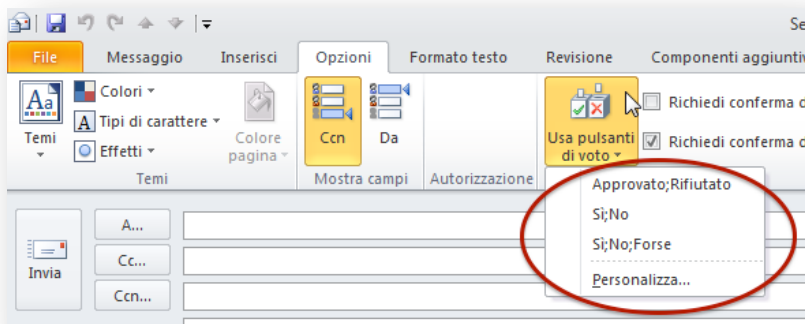 Se
File Messaggio Inserisci Opzioni Formato testo Revisione Componenti aggiuntiv
Aa Colori
A Tipi di carattere
Effetti
Temi
Colore
pagina
Ccn Da
Usa pulsanti
di voto
Richiedi conferma d
Richiedi conferma d
Temi Mostra campi Autorizzazione
Approvato;Rifiutato
Sì;No
Sì;No;Forse
Personalizza...
Invia
A...
Cc...
Ccn...